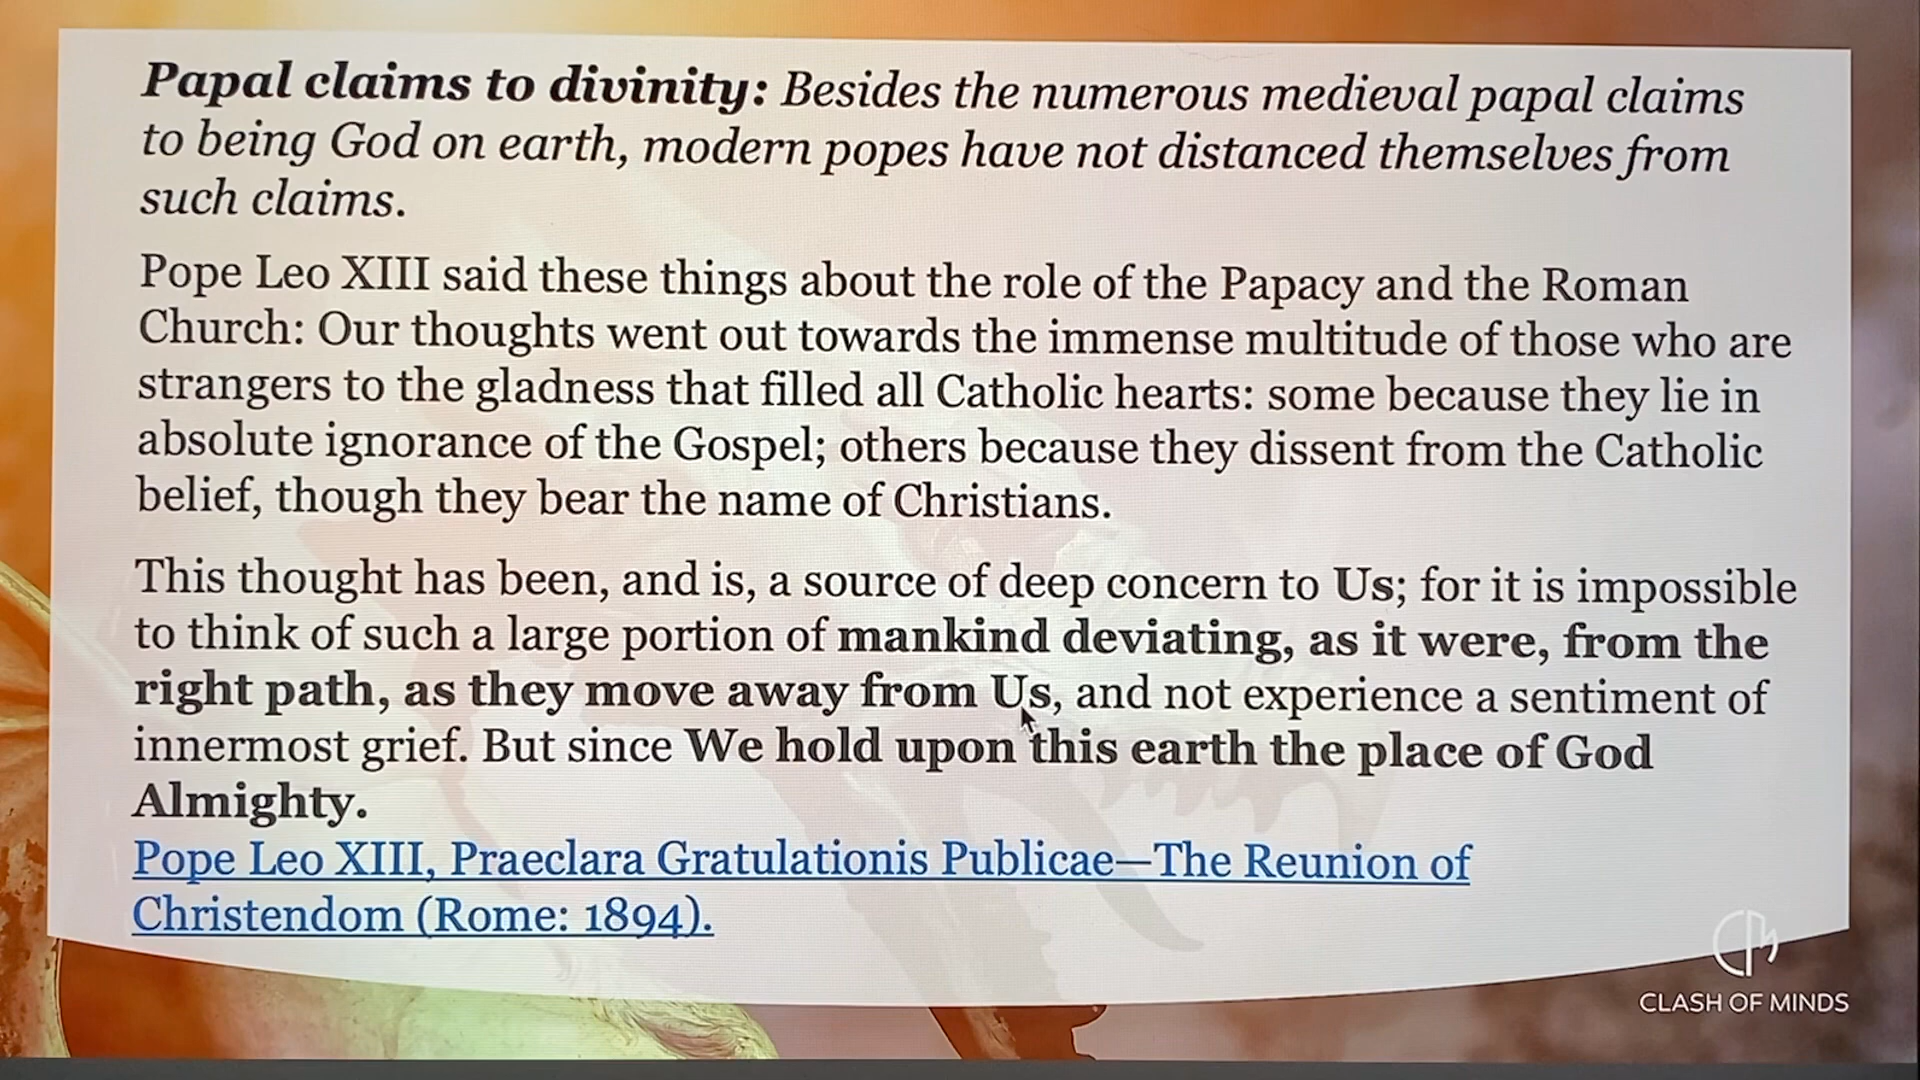 Papal claims to divinity: Besides the numerous medieval papal claims
to being God on earth, modern popes have not distanced themselves from
such claims.
Pope Leo XIII said these things about the role of the Papacy and the Roman
Church: Our thoughts went out towards the immense multitude of those who are
strangers to the gladness that filled all Catholic hearts: some because they lie in
absolute ignorance of the Gospel; others because they dissent from the Catholic
belief, though they bear the name of Christians.
This thought has been, and is, a source of deep concern to Us; for it is impossible
to think of such a large portion of mankind deviating, as it were, from the
right path, as they move away from Us, and not experience a sentiment of
innermost grief. But since We hold upon this earth the place of God
Almighty.
Pope Leo XIII, Praeclara Gratulationis Publicae—The Reunion of
Christendom (Rome: 1894).
CLASH OF MINDS